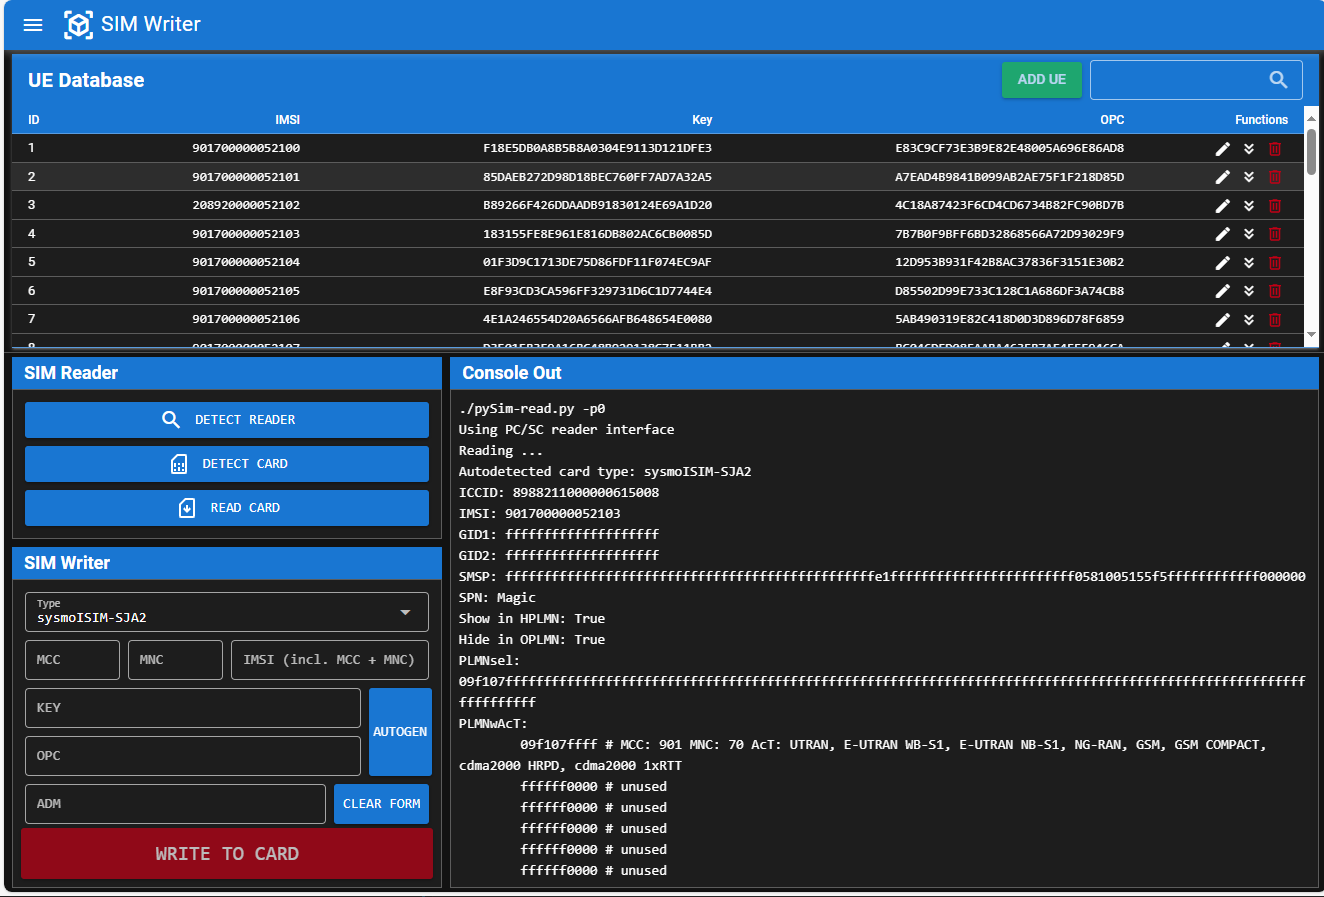 SIM Writer
UE Database
ADD UE
ID IMSI Key OPC Functions
1 901700000052100 F18E5DB0A8B5B8A0304E9113D121DFE3 E83C9CF73E3B9E82E48005A696E86AD8
2 901700000052101 85DAEB272D98D18BEC760FF7AD7A32A5 A7EAD4B9841B099AB2AE75F1F218D85D
3 208920000052102 B89266F426DDAADB91830124E69A1D20 4C18A87423F6CD4CD6734B82FC90BD7B
4 901700000052103 183155FE8E961E816DB802AC6CB0085D 7B7B0F9BFF6BD32868566A72D93029F9
5 901700000052104 01F3D9C1713DE75D86FDF11F074EC9AF 12D953B931F42B8AC37836F3151E30B2
6 901700000052105 E8F93CD3CA596FF329731D6C1D7744E4 D85502D99E733C128C1A686DF3A74CB8
7 901700000052106 4E1A246554D20A6566AFB648654E0080 5AB490319E82C418D0D3D896D78F6859
SIM Reader
DETECT READER
DETECT CARD
READ CARD
SIM Writer
Type
sysmoISIM-SJA2
MCC MNC IMSI (incl. MCC + MNC)
KEY
AUTOGEN
OPC
ADM CLEAR FORM
WRITE TO CARD
Console Out
./pySim-read.py -p0
Using PC/SC reader interface
Reading ...
Autodetected card type: sysmoISIM-SJA2
ICCID: 8988211000000615008
IMSI: 901700000052103
GID1: ffffffffffffffffffff
GID2: ffffffffffffffffffff
SMSP: ffffffffffffffffffffffffffffffffffffffffffffffffe1ffffffffffffffffffffffff0581005155f5ffffffffffff000000
SPN: Magic
Show in HPLMN: True
Hide in OPLMN: True
PLMNsel:
09f107ffffffffffffffffffffffffffffffffffffffffffffffffffffffffffffffffffffffffffffffffffffffffffffffffffffff
ffffffffff
PLMNwAcT:
09f107ffff # MCC: 901 MNC: 70 AcT: UTRAN, E-UTRAN WB-S1, E-UTRAN NB-S1, NG-RAN, GSM, GSM COMPACT,
cdma2000 HRPD, cdma2000 1xRTT
ffffff0000 # unused
ffffff0000 # unused
ffffff0000 # unused
ffffff0000 # unused
ffffff0000 # unused